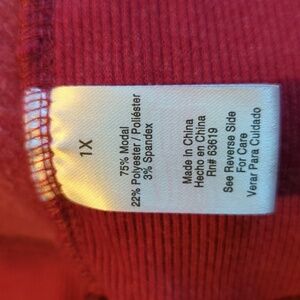 1X
75% Modal
22% Polyester / Poliéster
3% Spandex
Made in China
Hecho en China
Rn# 63619
See Reverse Side
For Care
Verar Para Cuidado